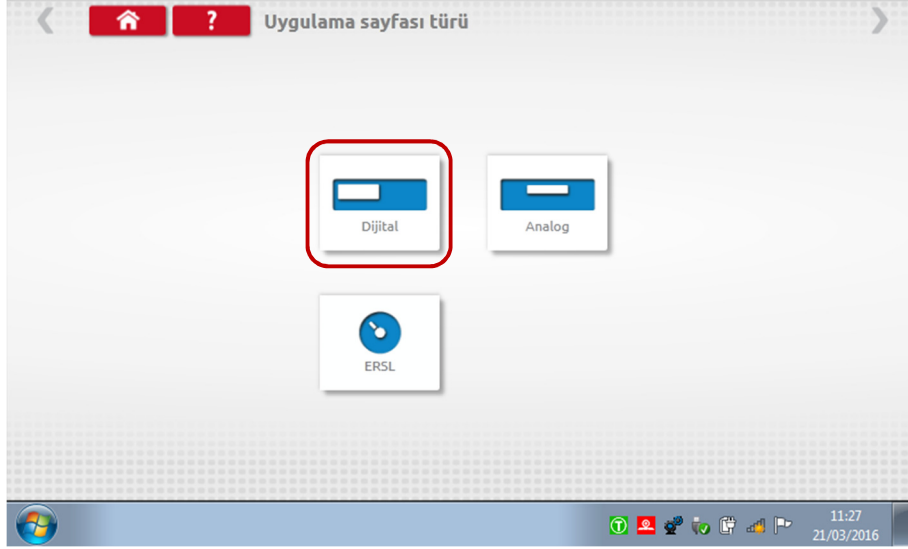 ? Uygulama sayfası türü
Dijital
Analog
ERSL
11:27
21/03/2016